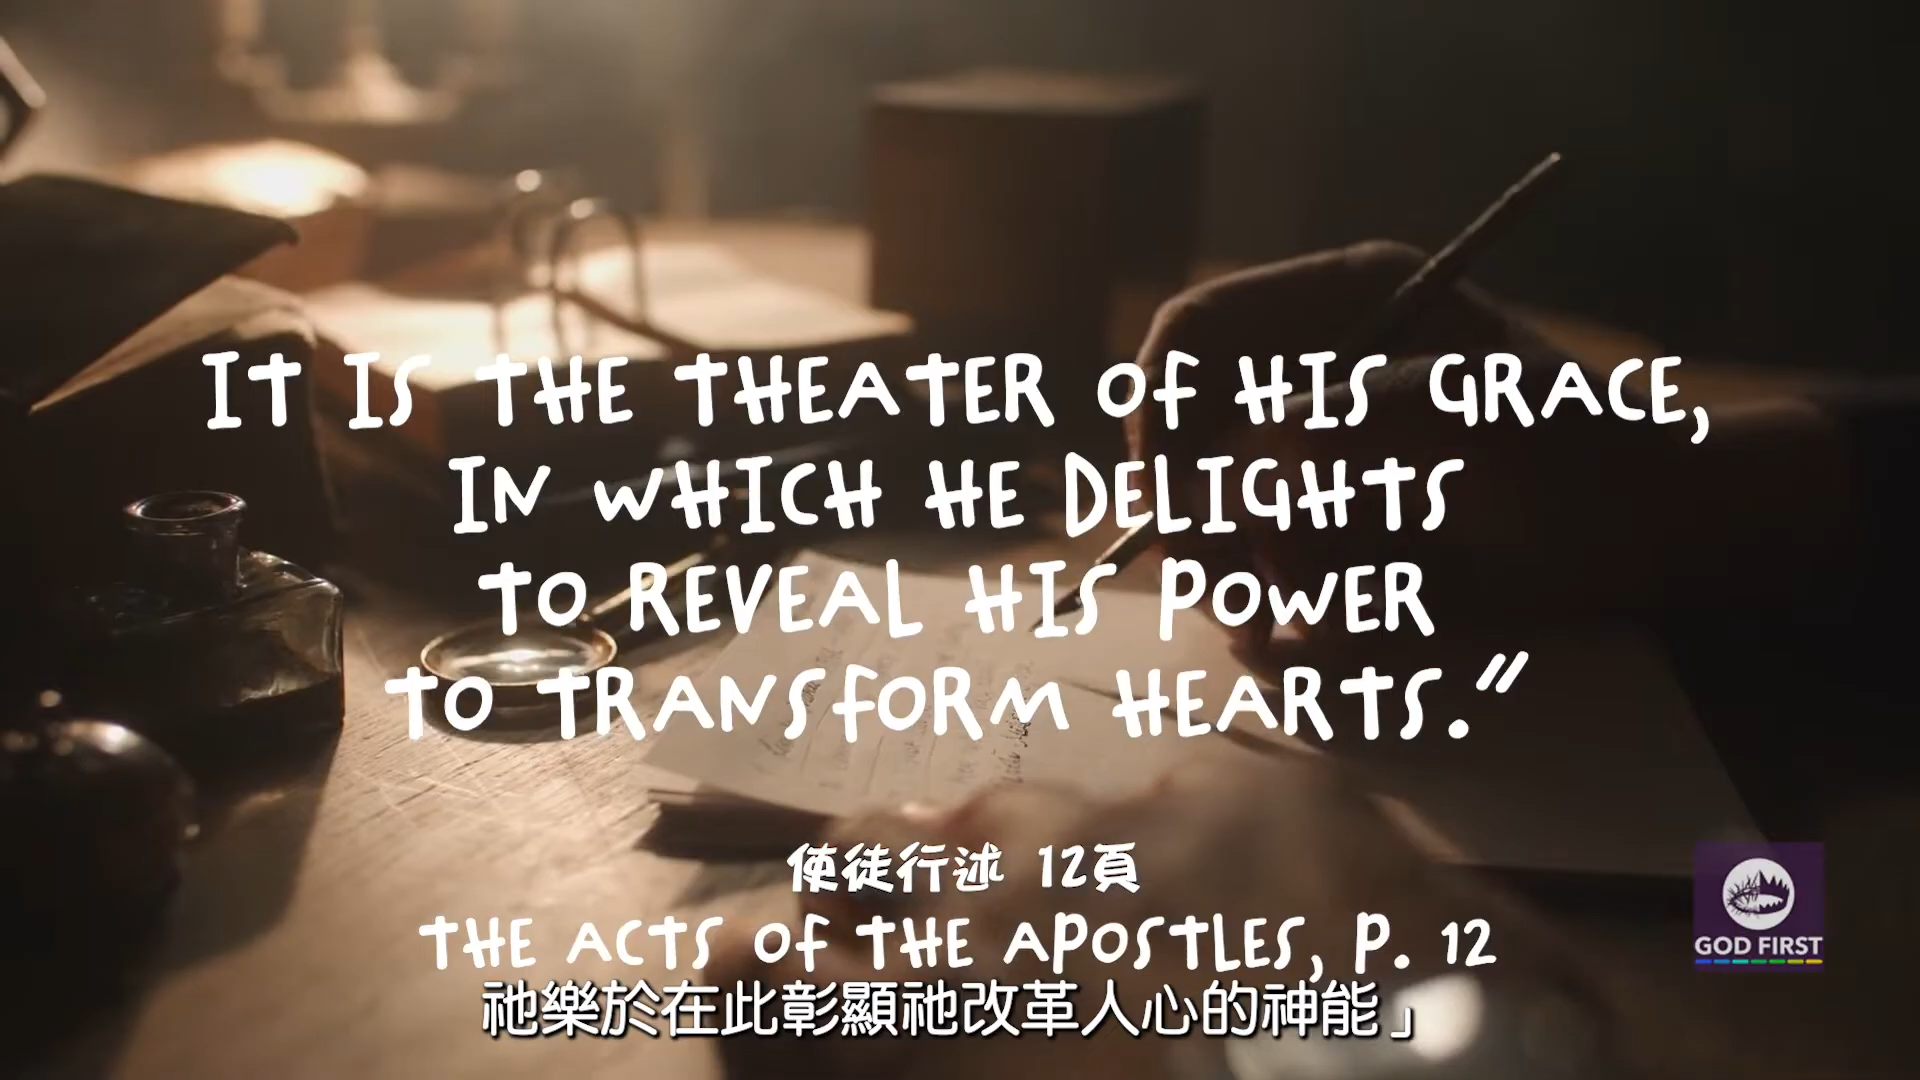 IT IS THE THEATER OF HIS GRACE,
IN WHICH HE DELIGHTS
TO REVEAL HIS POWER
TO TRANSFORM HEARTS.”
使徒行述 12頁
THE ACTS OF THE APOSTLES, P. 12
祂樂於在此彰顯祂改革人心的神能」
GOD FIRST